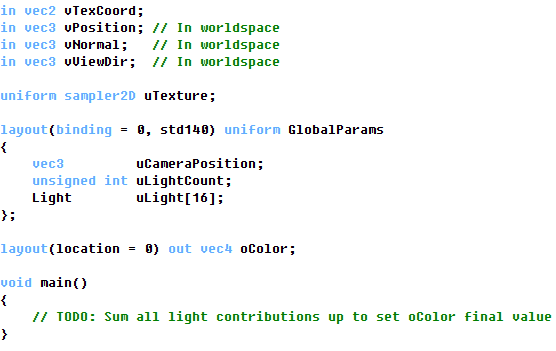 in vec2 vTexCoord;
in vec3 vPosition; // In worldspace
in vec3 vNormal;   // In worldspace
in vec3 vViewDir;  // In worldspace

uniform sampler2D uTexture;

layout(binding = 0, std140) uniform GlobalParams
{
    vec3         uCameraPosition;
    unsigned int uLightCount;
    Light        uLight[16];
};

layout(location = 0) out vec4 oColor;

void main()
{
    // TODO: Sum all light contributions up to set oColor final value
}